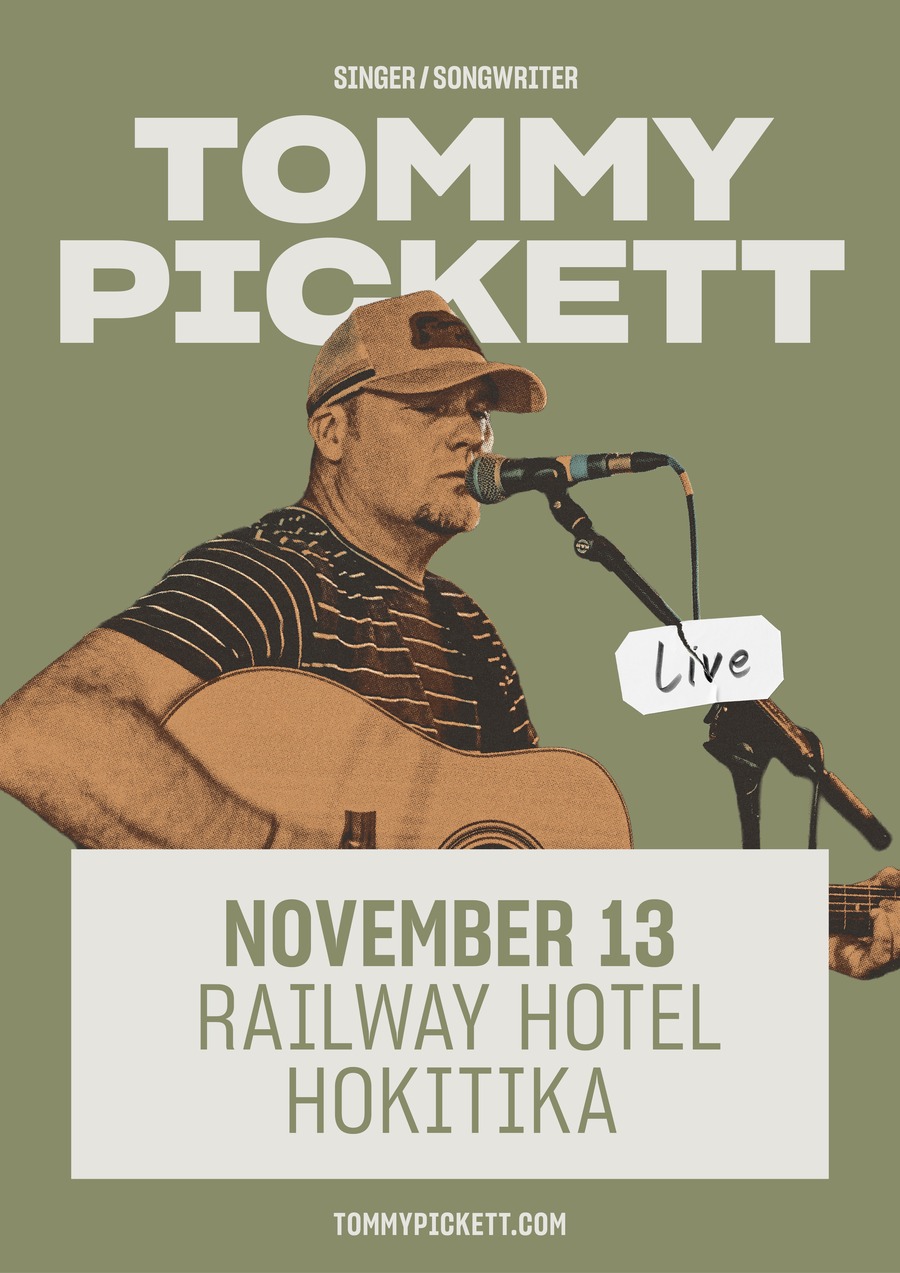 SINGER / SONGWRITER
TOMMY
PICKETT
Live
NOVEMBER 13
RAILWAY HOTEL
HOKITIKA
TOMMYPICKETT.COM